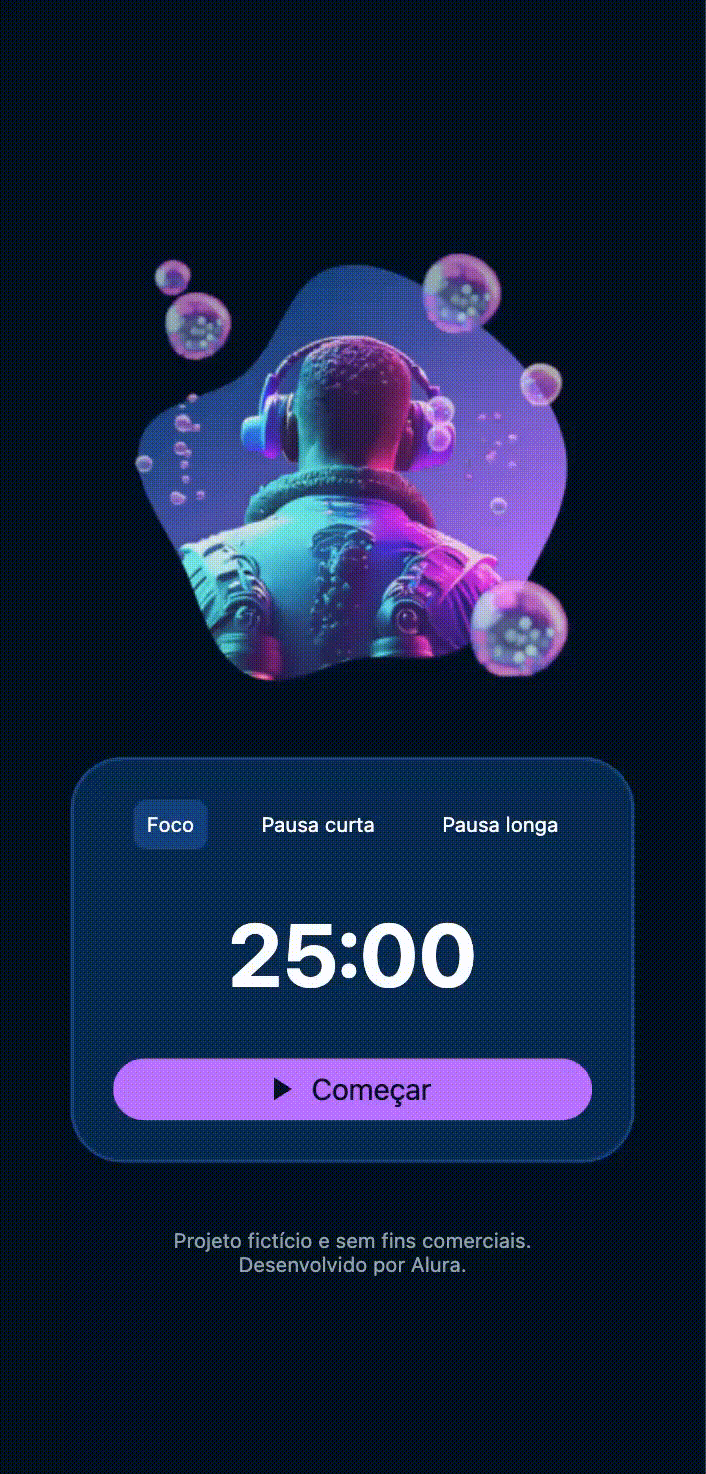 Foco Pausa curta Pausa longa
25:00
Começar
Projeto fictício e sem fins comerciais.
Desenvolvido por Alura.